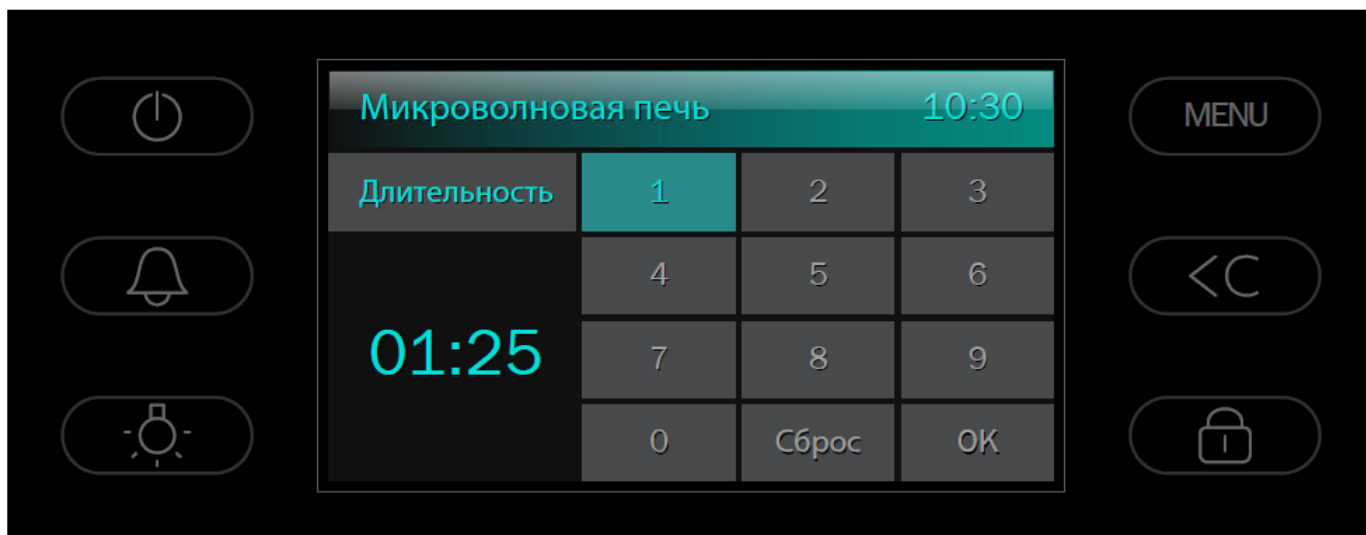 Микроволновая печь 10:30
MENU
Длительность 1 2 3
4 5 6
<C
01:25
7 8 9
0 Сброс OK